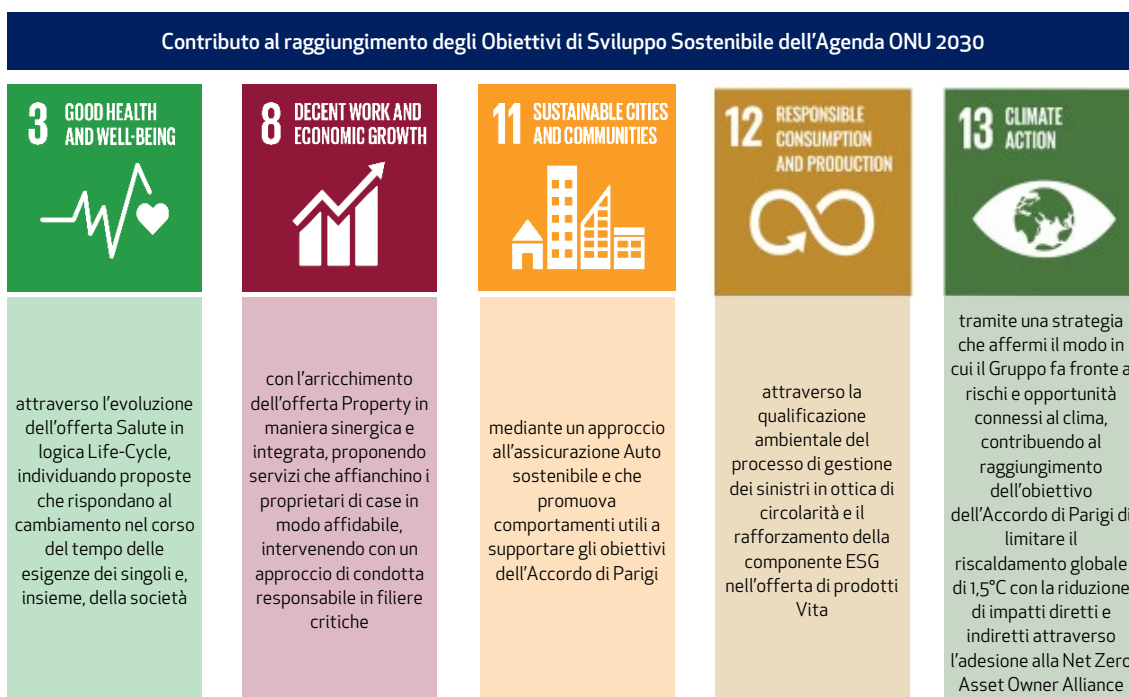 Contributo al raggiungimento degli Obiettivi di Sviluppo Sostenibile dell'Agenda ONU 2030
3 GOOD HEALTH
AND WELL-BEING
attraverso l'evoluzione
dell'offerta Salute in
logica Life-Cycle,
individuando proposte
che rispondano al
cambiamento nel corso
del tempo delle
esigenze dei singoli e,
insieme, della società
8 DECENT WORK AND
ECONOMIC GROWTH
con l'arricchimento
dell'offerta Property in
maniera sinergica e
integrata, proponendo
servizi che affianchino i
proprietari di case in
modo affidabile,
intervenendo con un
approccio di condotta
responsabile in filiere
critiche
11 SUSTAINABLE CITIES
AND COMMUNITIES
mediante un approccio
all'assicurazione Auto
sostenibile e che
promuova
comportamenti utili a
supportare gli obiettivi
dell'Accordo di Parigi
12 RESPONSIBLE
CONSUMPTION
AND PRODUCTION
attraverso la
qualificazione
ambientale del
processo di gestione
dei sinistri in ottica di
circolarità e il
rafforzamento della
componente ESG
nell'offerta di prodotti
Vita
13 CLIMATE
ACTION
tramite una strategia
che affermi il modo in
cui il Gruppo fa fronte a
rischi e opportunità
connessi al clima,
contribuendo al
raggiungimento
dell'obiettivo
dell'Accordo di Parigi di
limitare il
riscaldamento globale
di 1,5°C con la riduzione
di impatti diretti e
indiretti attraverso
l'adesione alla Net Zero
Asset Owner Alliance